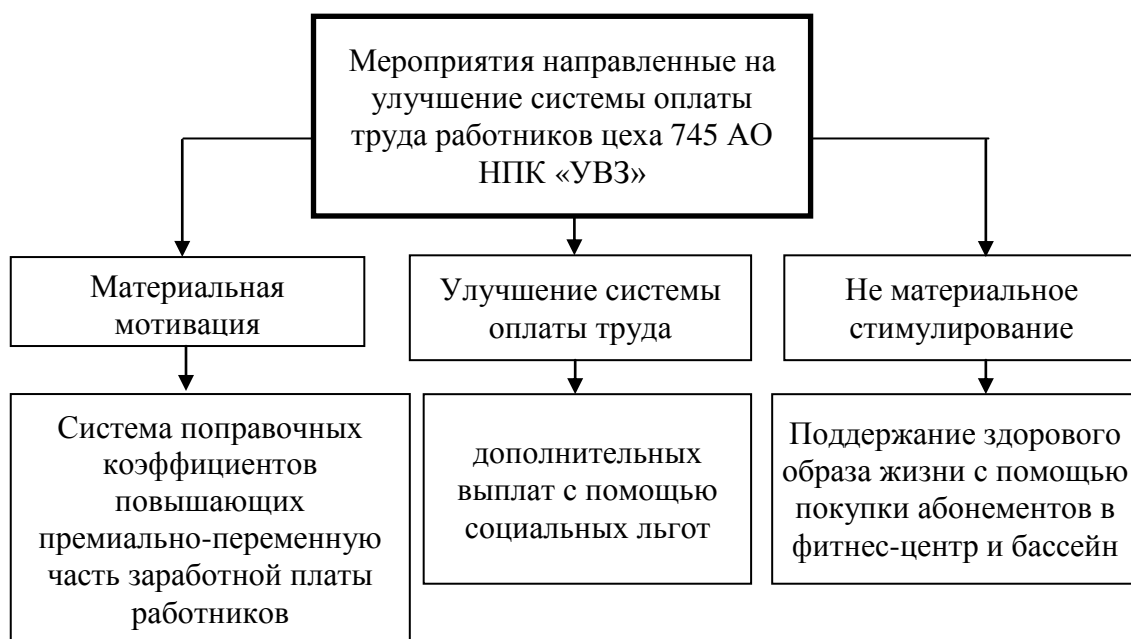 Мероприятия направленные на
улучшение системы оплаты
труда работников цеха 745 АО
НПК «УВЗ»
Материальная
мотивация
Улучшение системы
оплаты труда
Не материальное
стимулирование
Система поправочных
коэффициентов
повышающих
премиально-переменную
часть заработной платы
работников
дополнительных
выплат с помощью
социальных льгот
Поддержание здорового
образа жизни с помощью
покупки абонементов в
фитнес-центр и бассейн